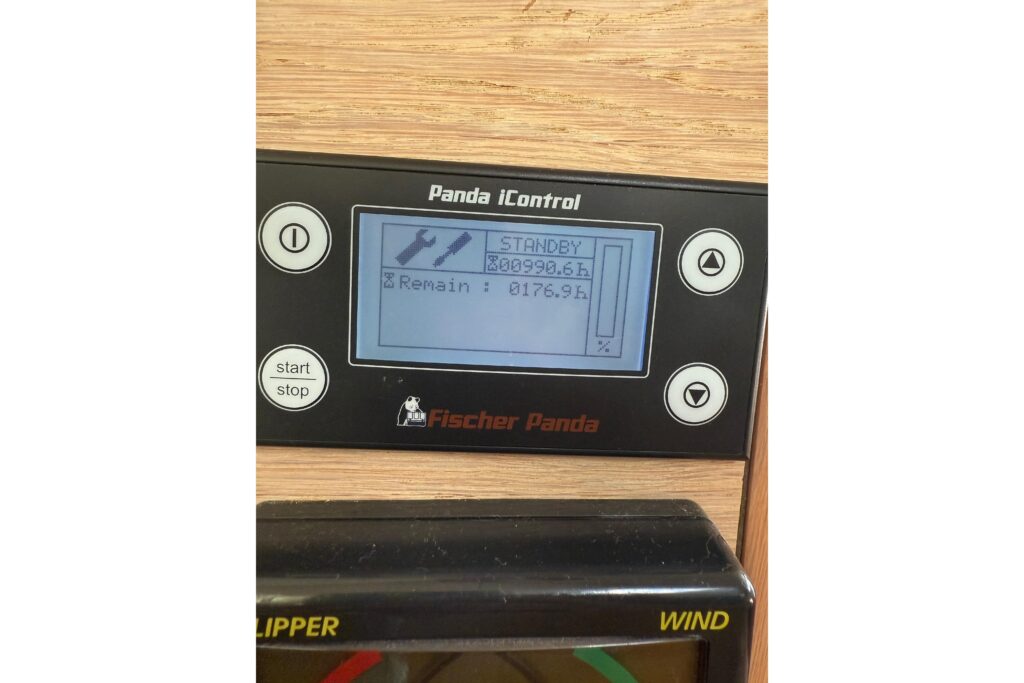 Panda iControl
STANDBY
00990.6h
Remain : 0176.9h
%
start
stop
Fischer Panda
LIPPER
WIND